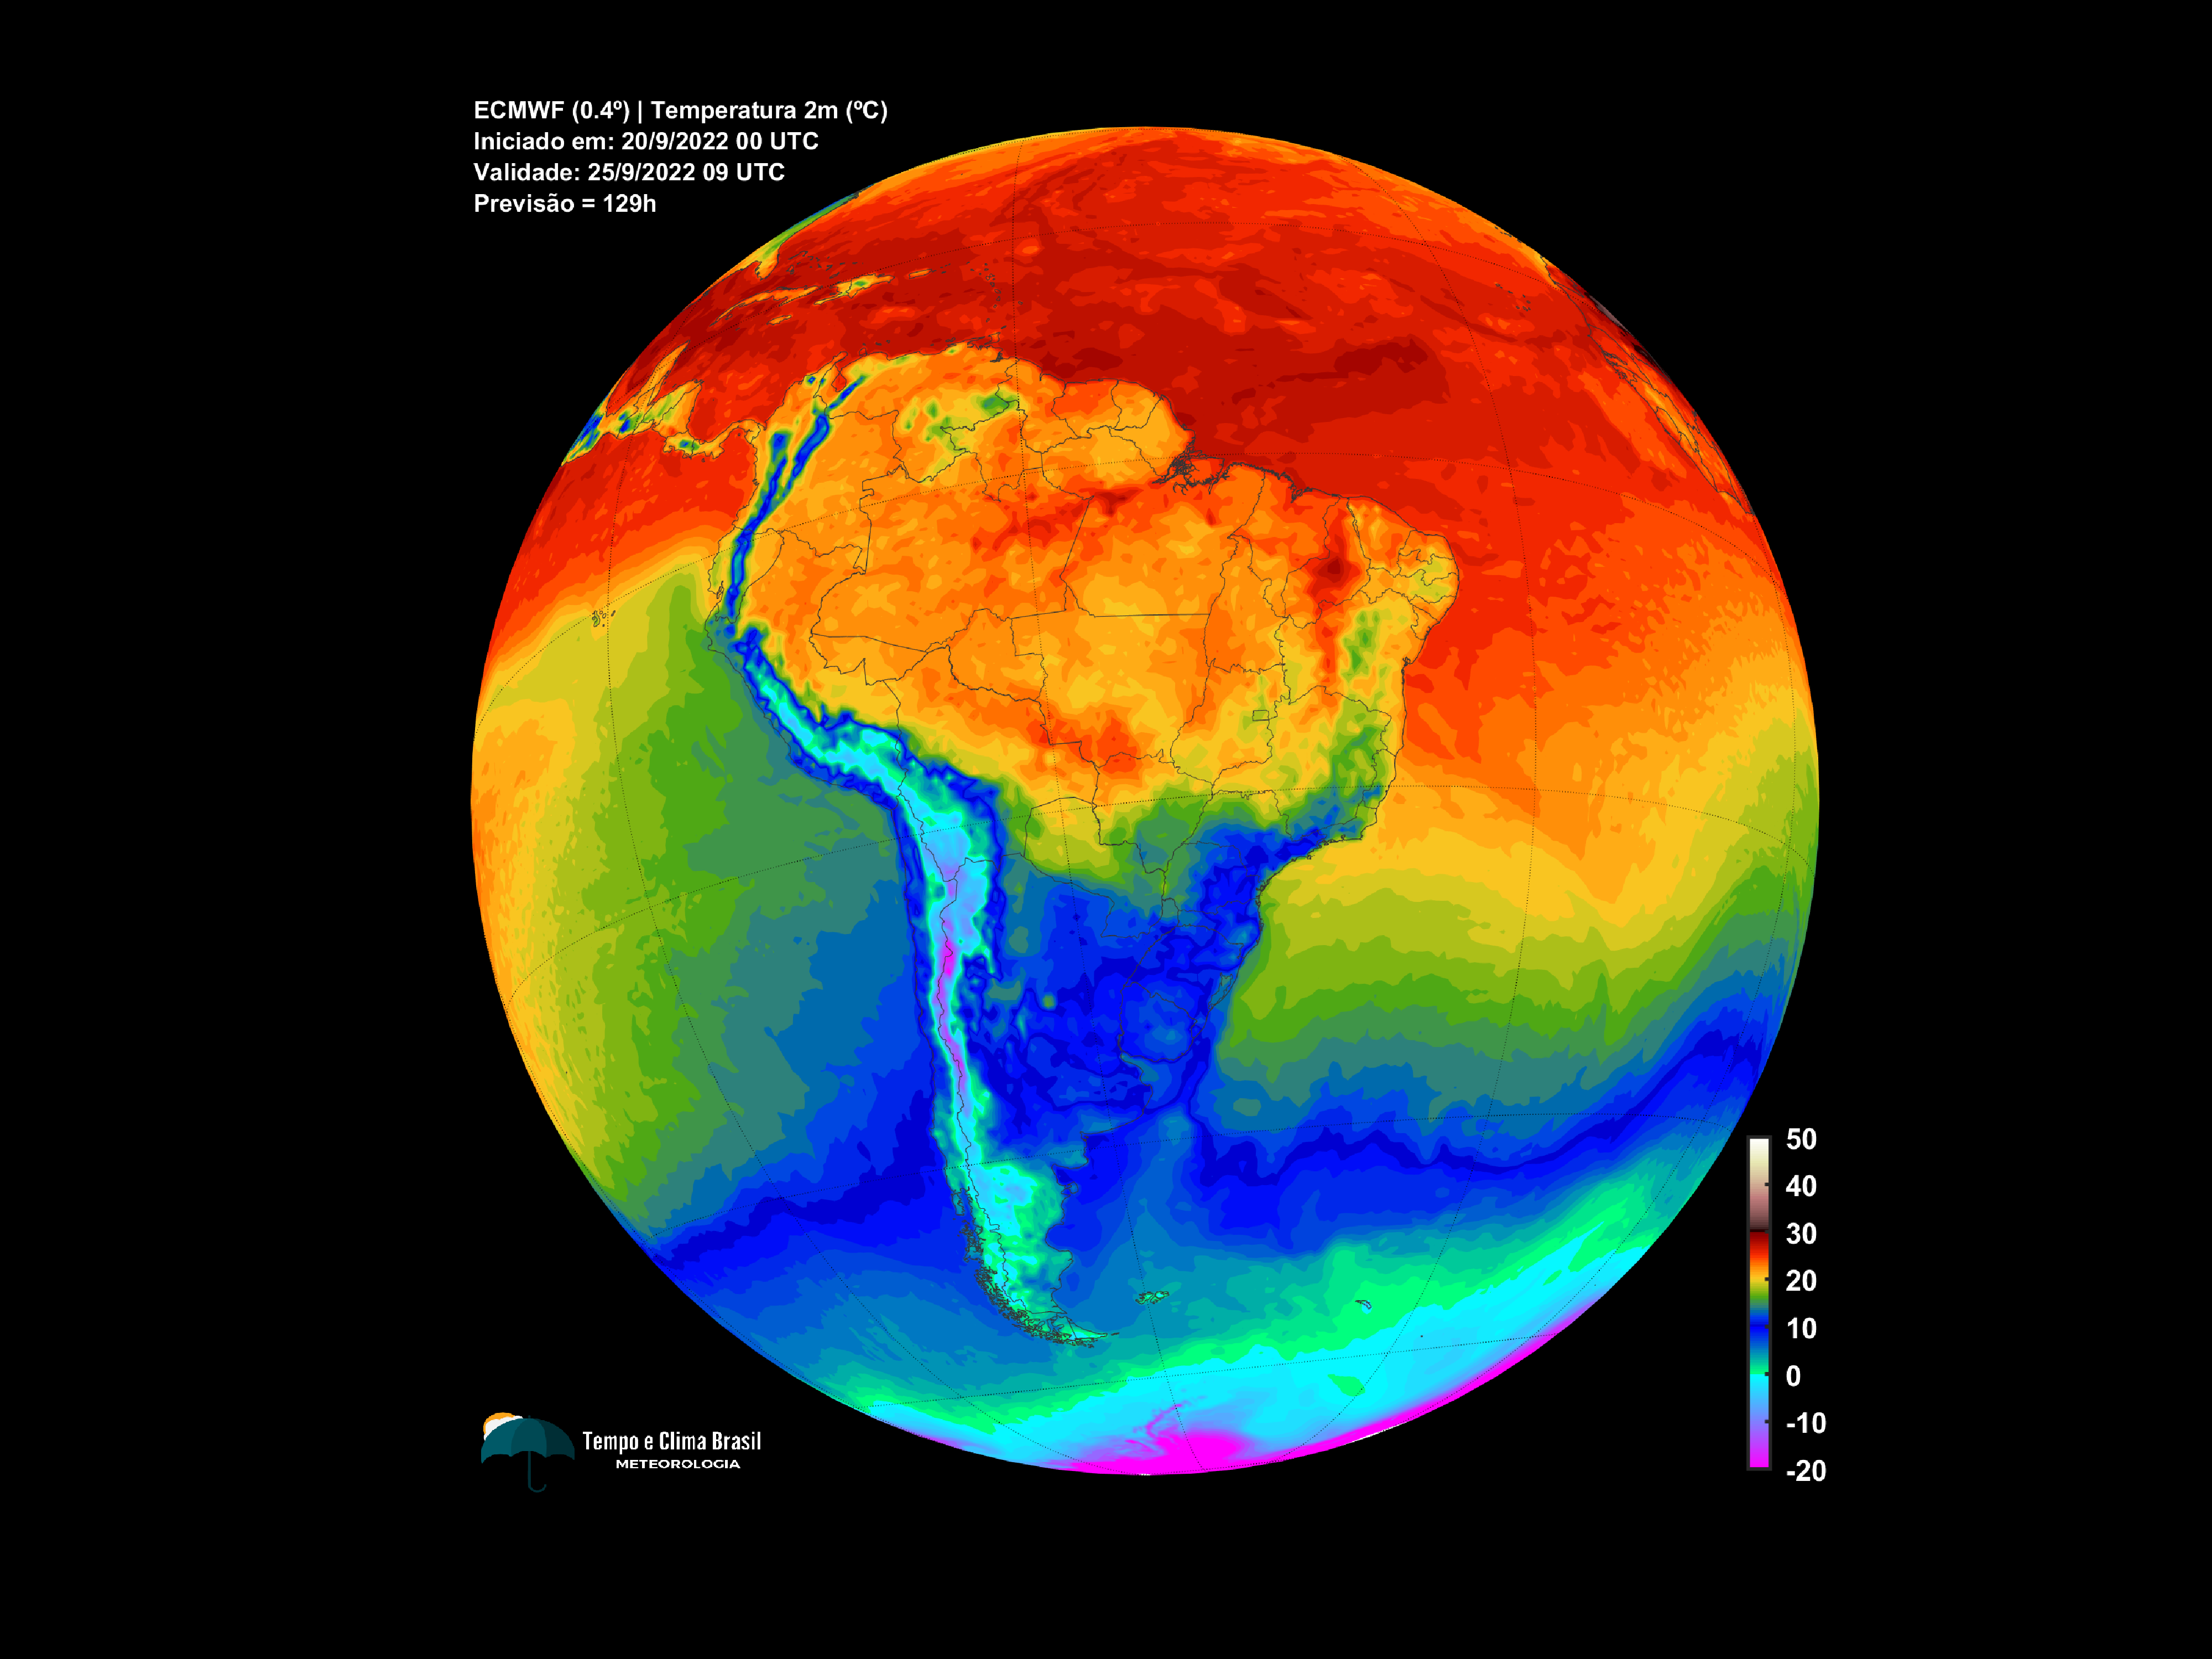 ECMWF (0.4º) | Temperatura 2m (ºC)
Iniciado em: 20/9/2022 00 UTC
Validade: 25/9/2022 09 UTC
Previsão = 129h
50
40
30
20
10
0
-10
-20
Tempo e Clima Brasil
METEOROLOGIA